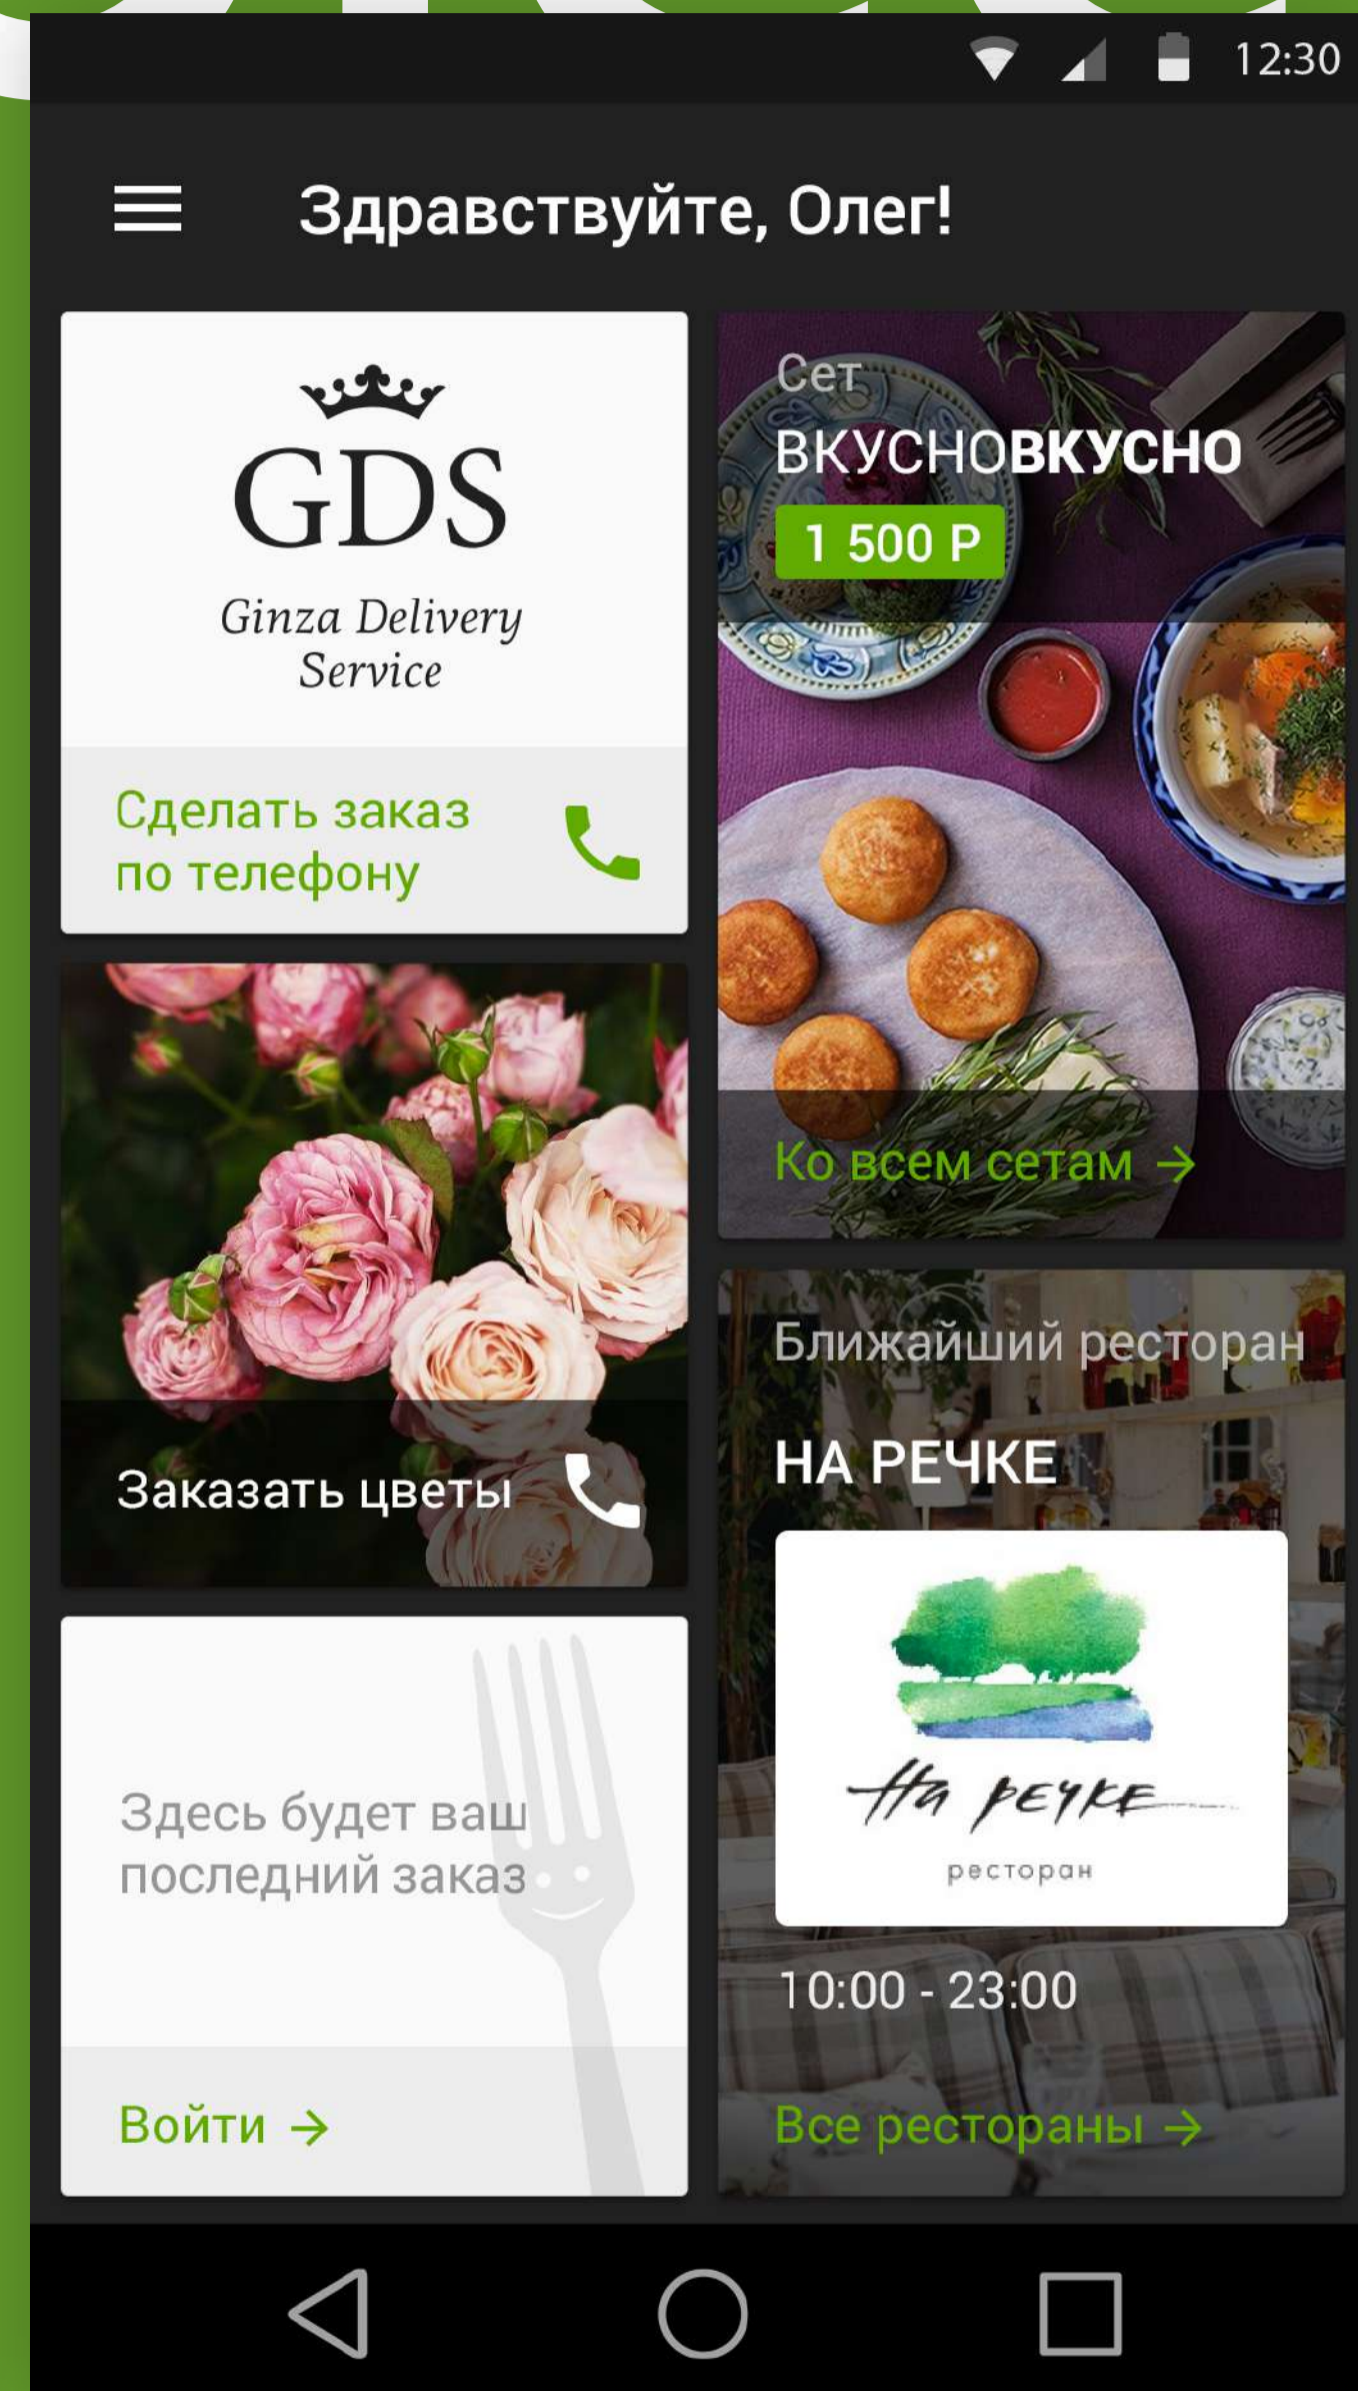 12:30
Здравствуйте, Олег!
GDS
Ginza Delivery
Service
Сделать заказ
по телефону
Сет
ВКУСНОВКУСНО
1 500 Р
Ко всем сетам →
Заказать цветы
Ближайший ресторан
НА РЕЧКЕ
На речке
ресторан
10:00 - 23:00
Все рестораны →
Здесь будет ваш
последний заказ
Войти →